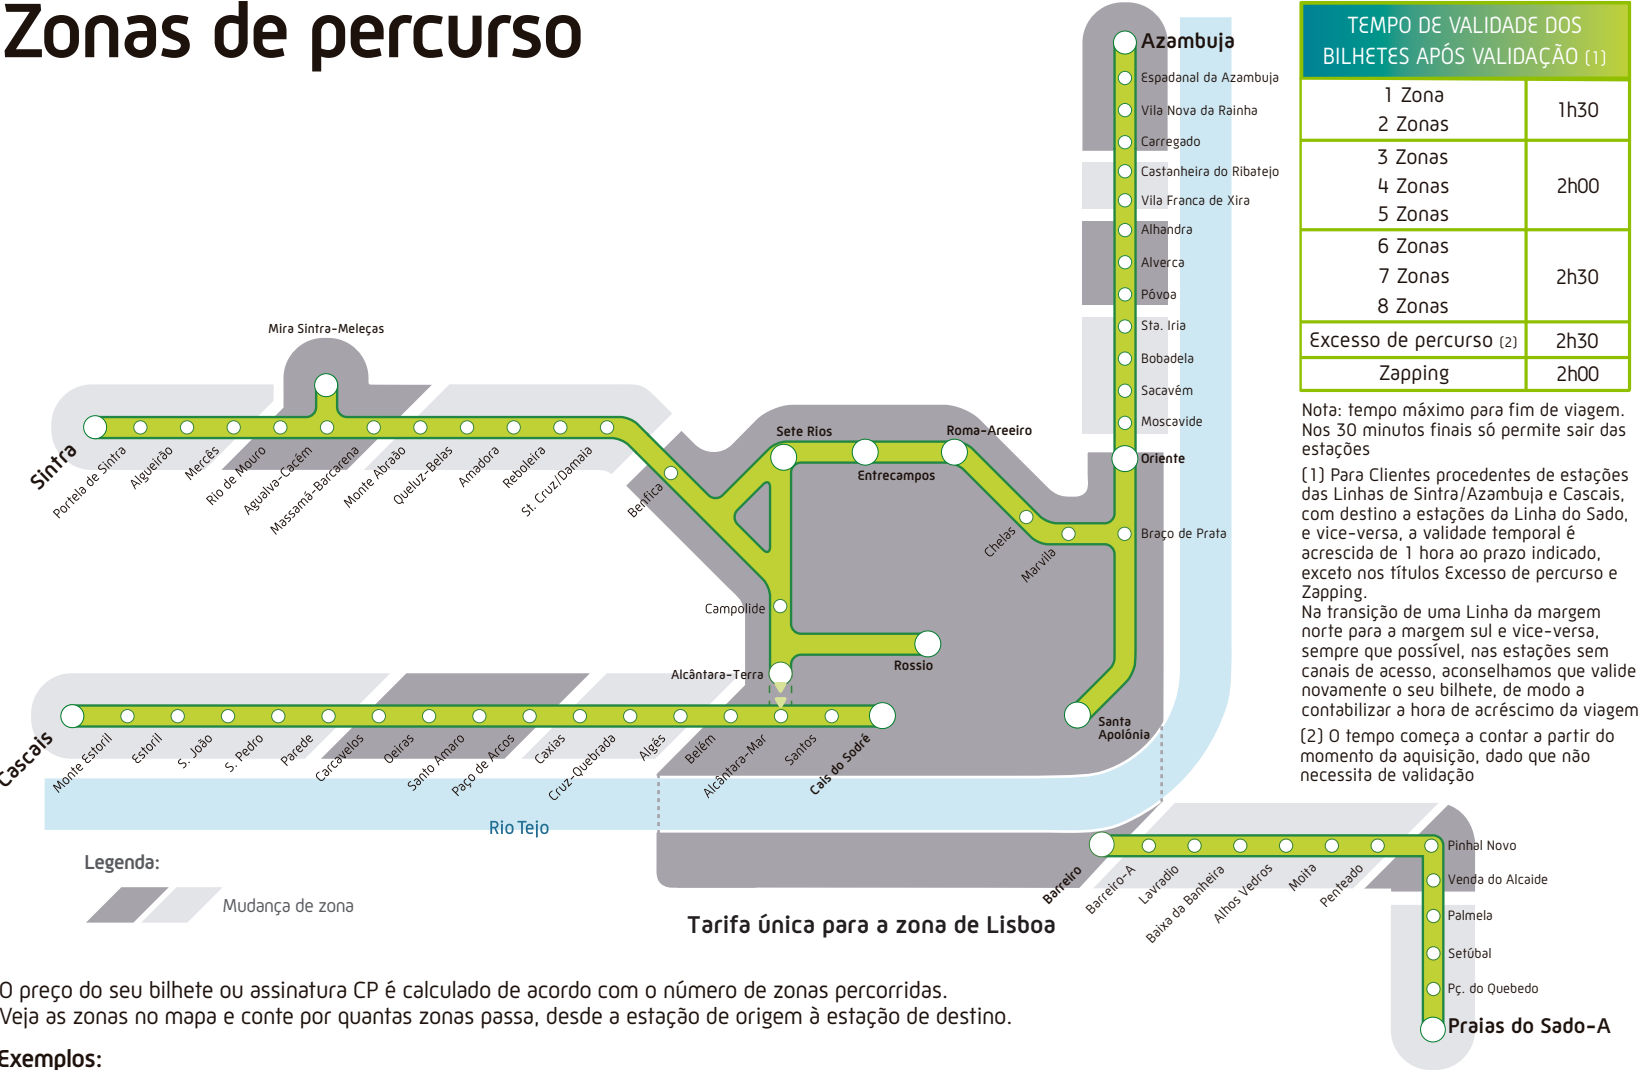 Zonas de percurso
Azambuja
Espadanal da Azambuja
Vila Nova da Rainha
Carregado
Castanheira do Ribatejo
Vila Franca de Xira
Alhandra
Alverca
Póvoa
Sta. Iria
Bobadela
Sacavém
Moscavide
Oriente
Braço de Prata
Santa
Apolónia
Mira Sintra-Meleças
Sintra
Portela de Sintra
Algueirão
Mercês
Rio de Mouro
Agualva-Cacém
Massamá-Barcarena
Monte Abraão
Queluz-Belas
Amadora
Reboleira
St. Cruz/Damaia
Benfica
Sete Rios
Entrecampos
Roma-Areeiro
Chelas
Marvila
Campolide
Rossio
Alcântara-Terra
Cascais
Monte Estoril
Estoril
S. João
S. Pedro
Parede
Carcavelos
Oeiras
Santo Amaro
Paço de Arcos
Caxias
Cruz-Quebrada
Algés
Belém
Alcântara-Mar
Santos
Cais do Sodré
Rio Tejo
Barreiro
Barreiro-A
Lavradio
Baixa da Banheira
Alhos Vedros
Moita
Penteado
Pinhal Novo
Venda do Alcaide
Palmela
Setúbal
Pç. do Quebedo
Praias do Sado-A
TEMPO DE VALIDADE DOS
BILHETES APÓS VALIDAÇÃO (1)
1 Zona
2 Zonas
1h30
3 Zonas
4 Zonas
5 Zonas
2h00
6 Zonas
7 Zonas
8 Zonas
2h30
Excesso de percurso (2) 2h30
Zapping 2h00
Nota: tempo máximo para fim de viagem.
Nos 30 minutos finais só permite sair das
estações
(1) Para Clientes procedentes de estações
das Linhas de Sintra/Azambuja e Cascais,
com destino a estações da Linha do Sado,
e vice-versa, a validade temporal é
acrescida de 1 hora ao prazo indicado,
exceto nos títulos Excesso de percurso e
Zapping.
Na transição de uma Linha da margem
norte para a margem sul e vice-versa,
sempre que possível, nas estações sem
canais de acesso, aconselhamos que valide
novamente o seu bilhete, de modo a
contabilizar a hora de acréscimo da viagem
(2) O tempo começa a contar a partir do
momento da aquisição, dado que não
necessita de validação
Legenda:
Mudança de zona
Tarifa única para a zona de Lisboa
O preço do seu bilhete ou assinatura CP é calculado de acordo com o número de zonas percorridas.
Veja as zonas no mapa e conte por quantas zonas passa, desde a estação de origem à estação de destino.
Exemplos: